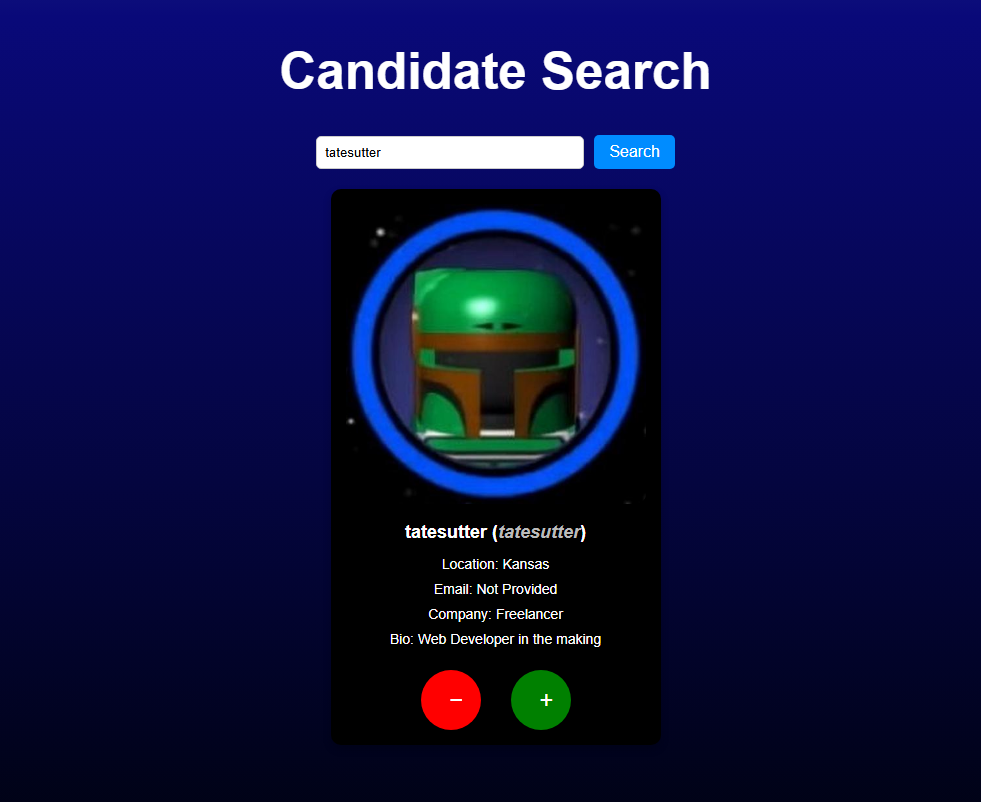 Candidate Search
tatesutter
Search
tatesutter (tatesutter)
Location: Kansas
Email: Not Provided
Company: Freelancer
Bio: Web Developer in the making
− +